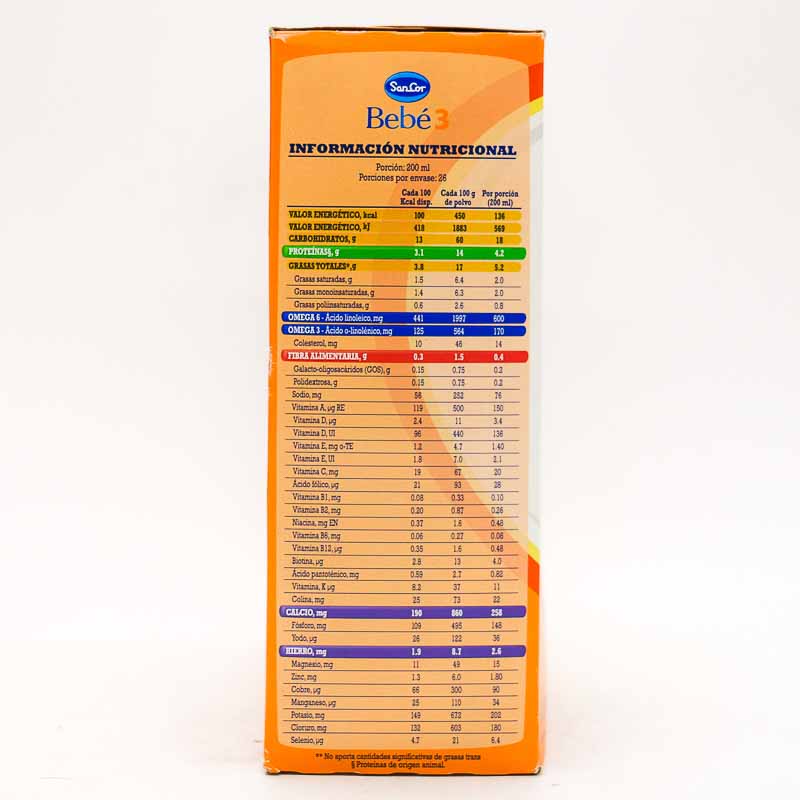 SanCor
Bebé 3
INFORMACIÓN NUTRICIONAL
Porción: 200 ml
Porciones por envase: 26
Cada 100 Kcal disp. Cada 100 g de polvo Por porción (200 ml)
VALOR ENERGÉTICO, kcal 100 450 136
VALOR ENERGÉTICO, kJ 418 1883 569
CARBOHIDRATOS, g 13 60 18
PROTEÍNAS§, g 3.1 14 4.2
GRASAS TOTALES*,g 3.8 17 5.2
Grasas saturadas, g 1.5 6.4 2.0
Grasas monoinsaturadas, g 1.4 6.3 2.0
Grasas poliinsaturadas, g 0.6 2.6 0.8
OMEGA 6 - Ácido linoléico, mg 441 1997 600
OMEGA 3 - Ácido α-linolénico, mg 125 564 170
Colesterol, mg 10 46 14
FIBRA ALIMENTARIA, g 0.3 1.5 0.4
Galacto-oligosacáridos (GOS), g 0.15 0.75 0.2
Polidextrosa, g 0.15 0.75 0.2
Sodio, mg 56 252 76
Vitamina A, µg RE 119 500 150
Vitamina D, µg 2.4 11 3.4
Vitamina D, UI 96 440 136
Vitamina E, mg α-TE 1.2 4.7 1.40
Vitamina E, UI 1.8 7.0 2.1
Vitamina C, mg 19 67 20
Ácido fólico, µg 21 93 28
Vitamina B1, mg 0.08 0.33 0.10
Vitamina B2, mg 0.20 0.87 0.26
Niacina, mg EN 0.37 1.6 0.48
Vitamina B6, mg 0.06 0.27 0.08
Vitamina B12, µg 0.35 1.6 0.48
Biotina, µg 2.8 13 4.0
Ácido pantoténico, mg 0.59 2.7 0.82
Vitamina, K µg 8.2 37 11
Colina, mg 25 73 22
CALCIO, mg 190 860 258
Fósforo, mg 109 495 148
Yodo, µg 26 122 36
HIERRO, mg 1.9 8.7 2.6
Magnesio, mg 11 49 15
Zinc, mg 1.3 6.0 1.80
Cobre, µg 66 300 90
Manganeso, µg 25 110 34
Potasio, mg 149 672 202
Cloruro, mg 132 603 180
Selenio, µg 4.7 21 6.4
** No aporta cantidades significativas de grasas trans
§ Proteínas de origen animal.